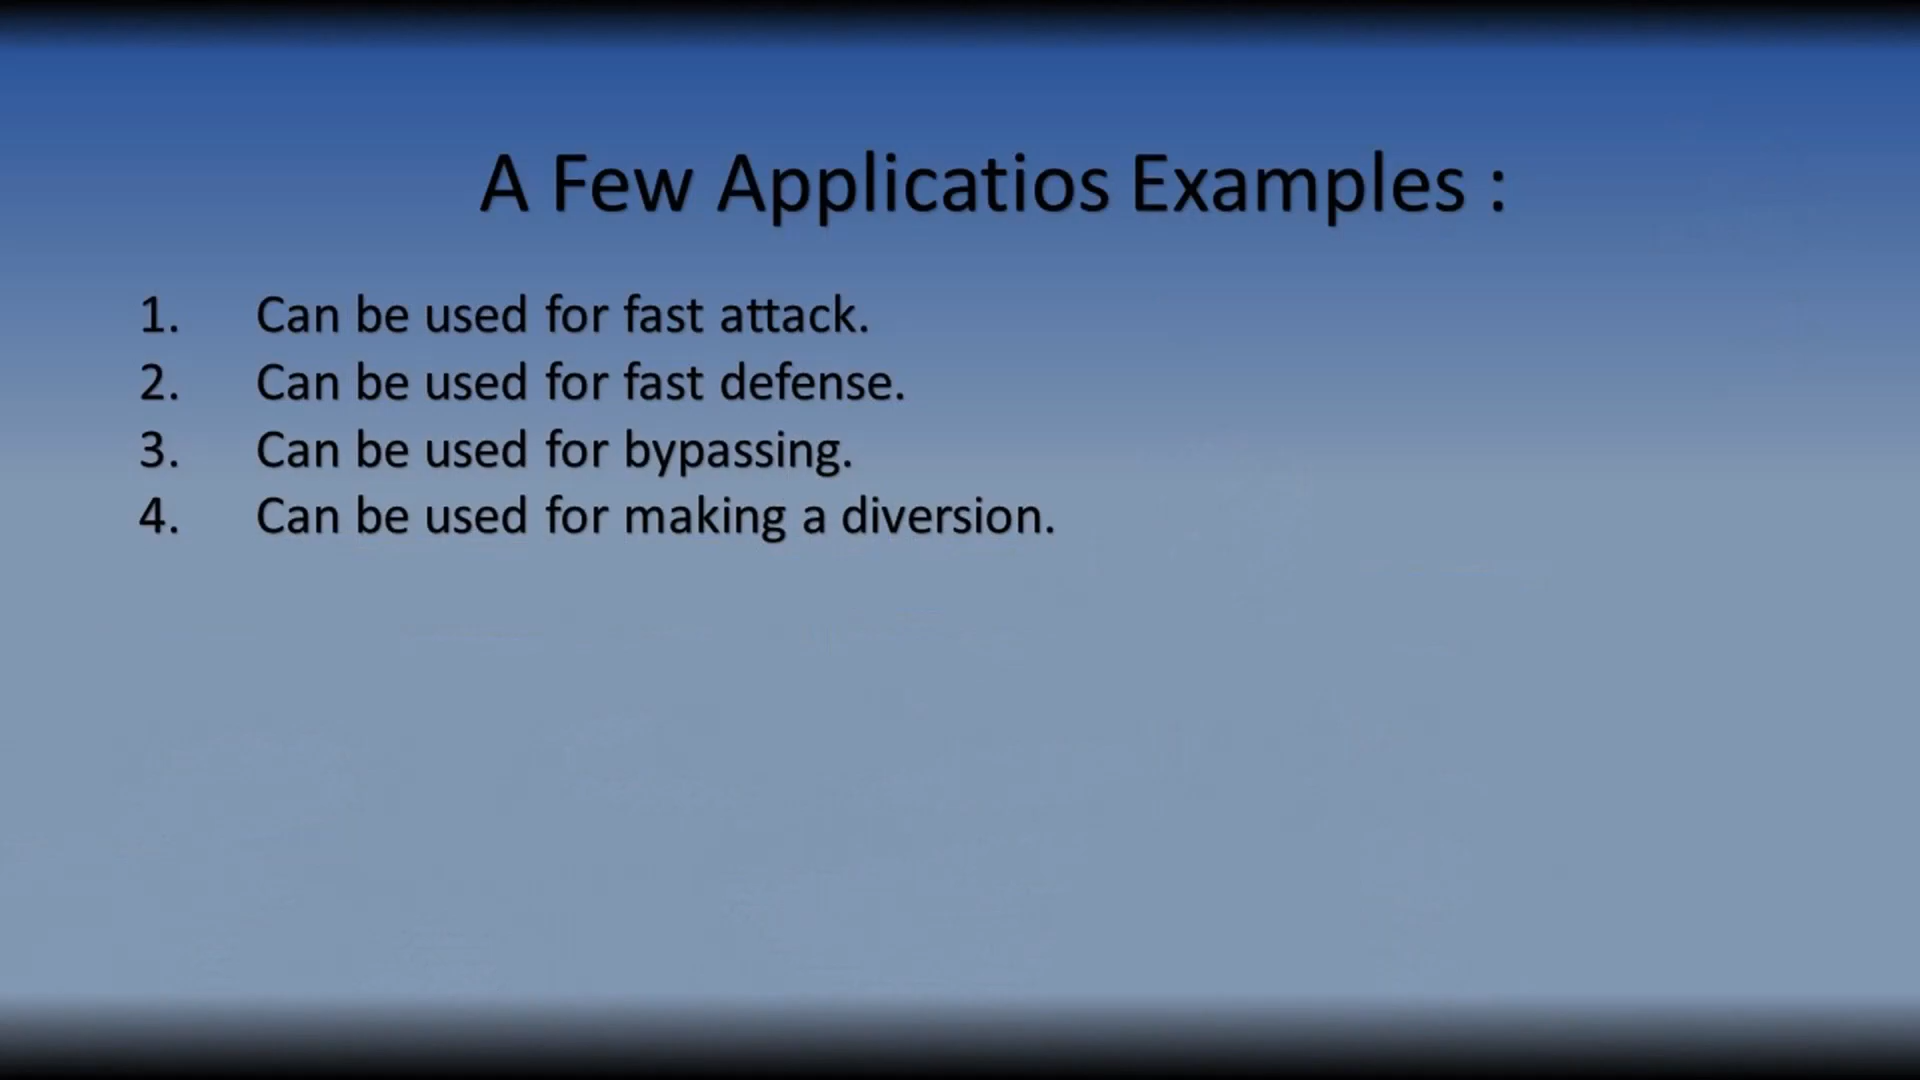 A Few Applicatios Examples :
1. Can be used for fast attack.
2. Can be used for fast defense.
3. Can be used for bypassing.
4. Can be used for making a diversion.